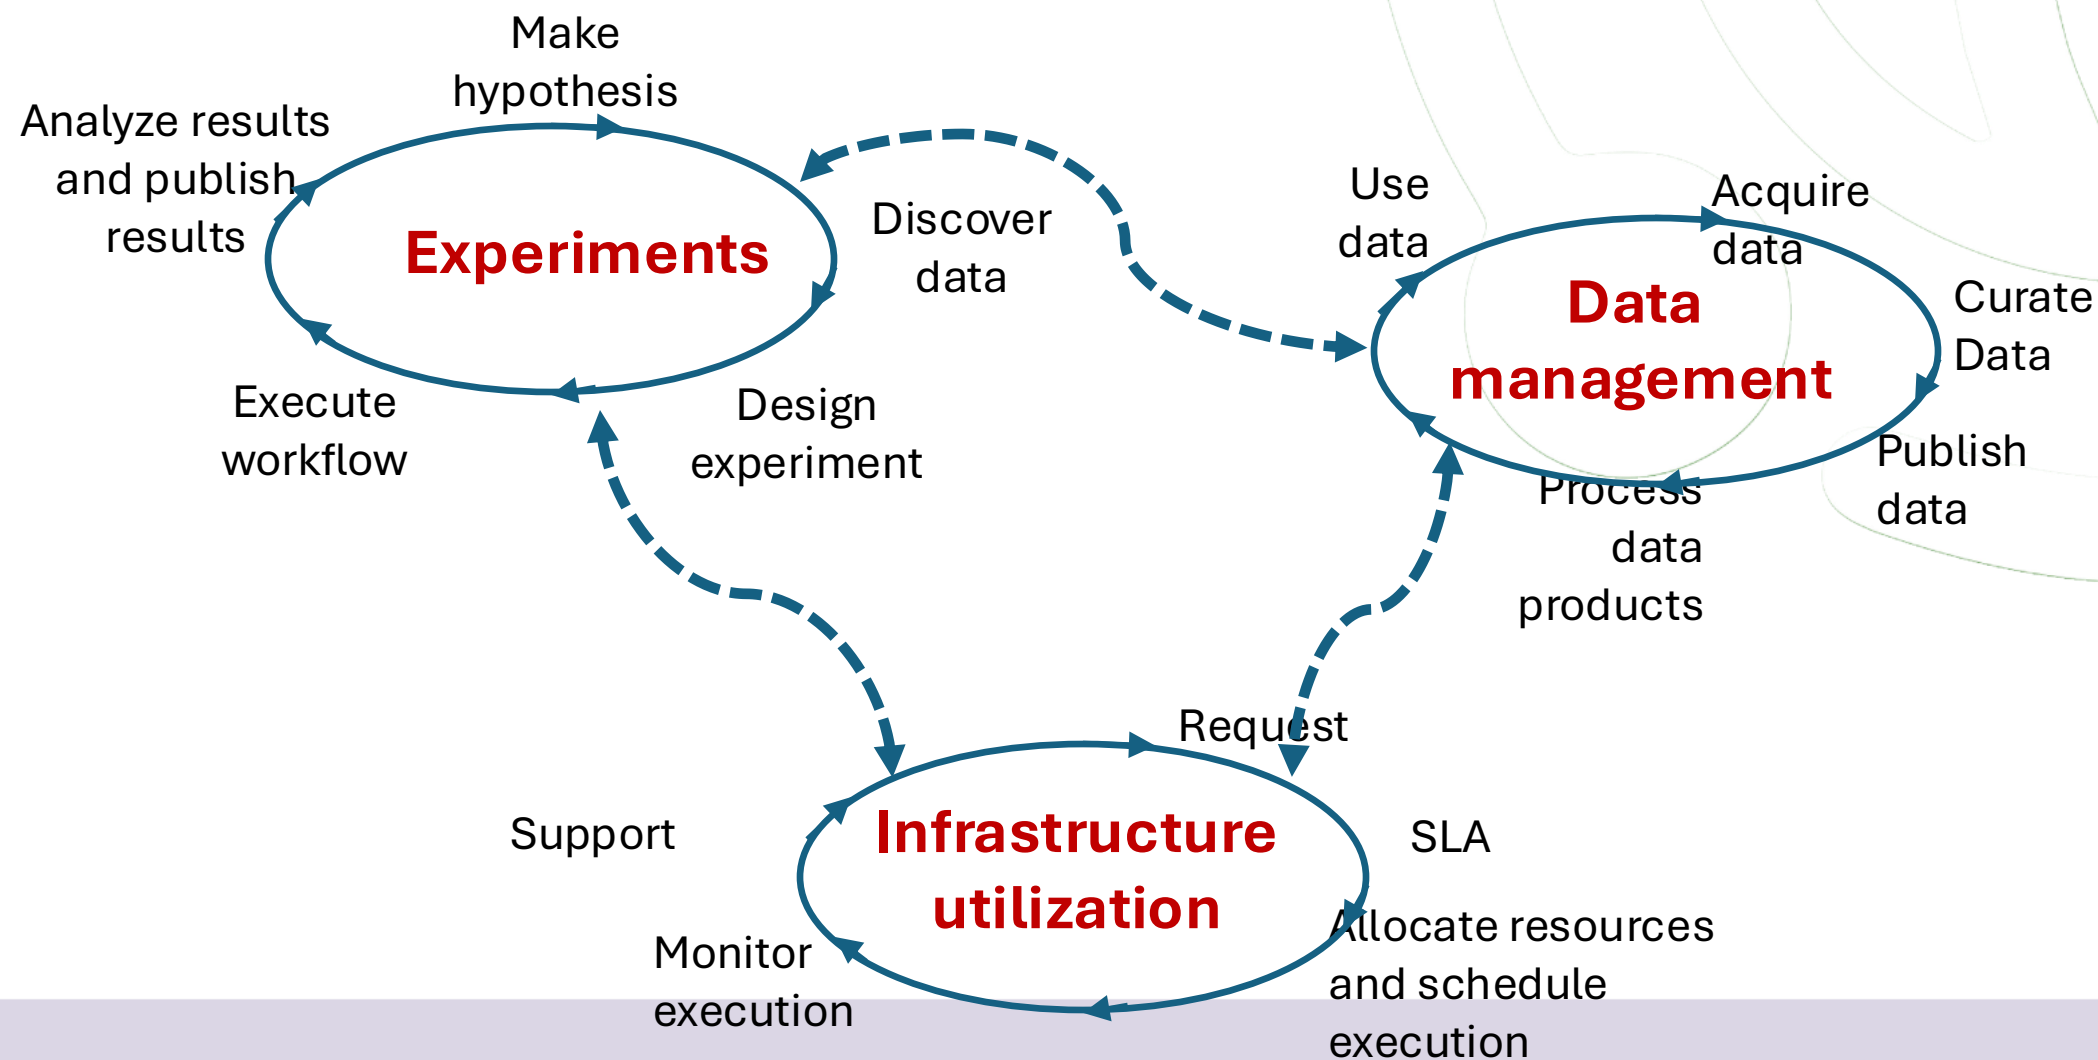 Make
hypothesis
Analyze results
and publish
results
Experiments
Discover
data
Design
experiment
Execute
workflow
Use
data
Acquire
data
Data
management
Curate
Data
Publish
data
Process
data
products
Request
Infrastructure
utilization
SLA
Allocate resources
and schedule
execution
Monitor
execution
Support